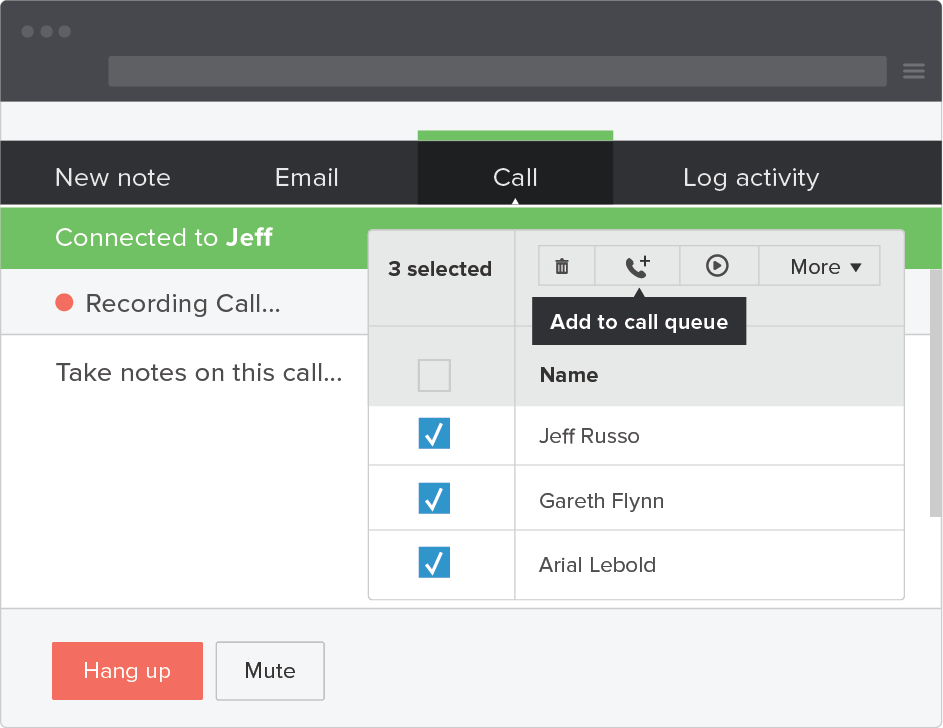 New note Email Call Log activity
Connected to Jeff
Recording Call...
Take notes on this call...
3 selected More
Add to call queue
Name
Jeff Russo
Gareth Flynn
Arial Lebold
Hang up Mute